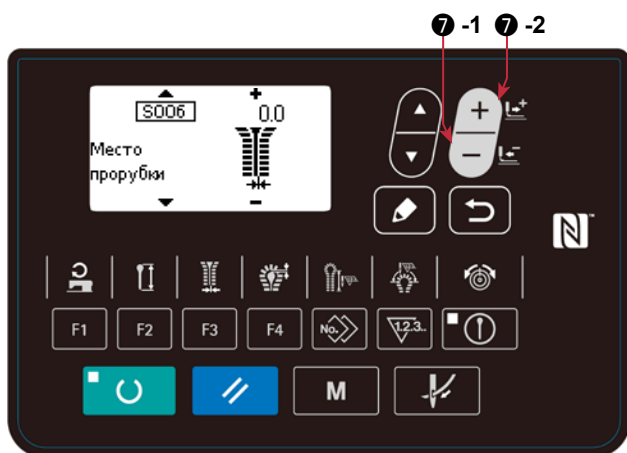 ❼ -1 ❼ -2
S006
+
0.0
Место
прорубки
−
+
−
N
F1
F2
F3
F4
No.
1.2.3..
M